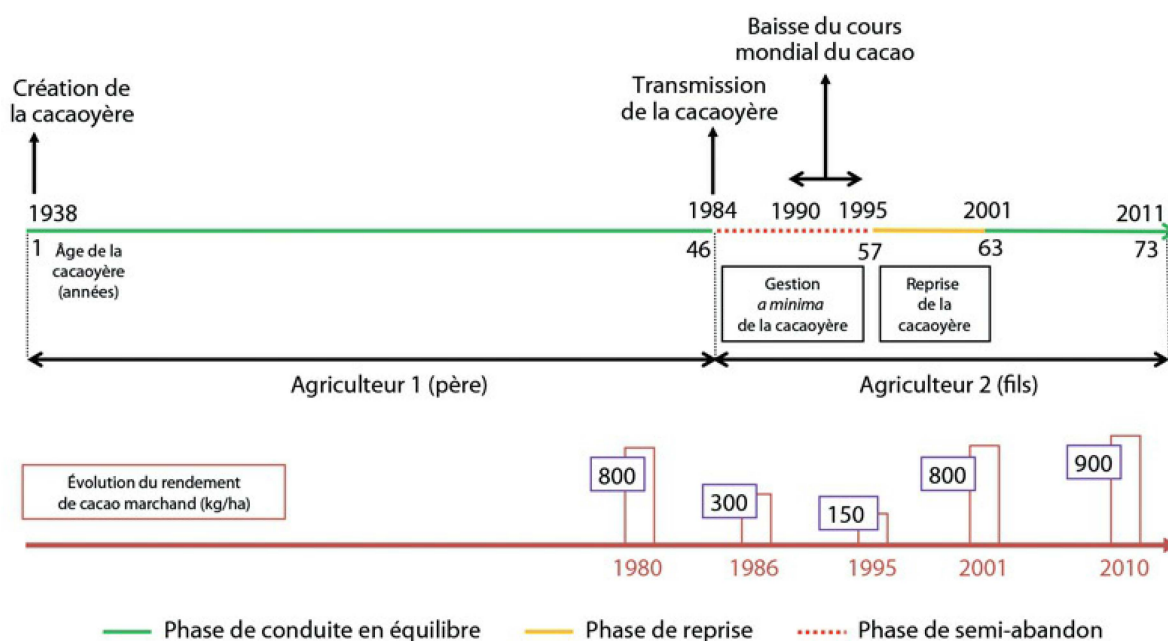 Baisse du cours
mondial du cacao
Création de
la cacaoyère
Transmission
de la cacaoyère
1938
1984
1990
1995
2001
2011
1
Âge de la
cacaoyère
(années)
46
57
63
73
Gestion
a minima
de la cacaoyère
Reprise
de la
cacaoyère
Agriculteur 1 (père)
Agriculteur 2 (fils)
Évolution du rendement
de cacao marchand (kg/ha)
800
300
150
800
900
1980
1986
1995
2001
2010
Phase de conduite en équilibre
Phase de reprise
Phase de semi-abandon